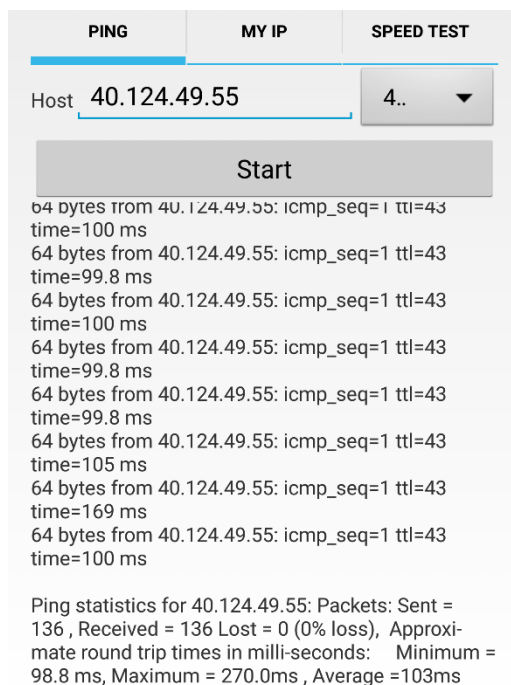 PING MY IP SPEED TEST
Host 40.124.49.55 4..
Start
64 bytes from 40.124.49.55: icmp_seq=1 ttl=43
time=100 ms
64 bytes from 40.124.49.55: icmp_seq=1 ttl=43
time=99.8 ms
64 bytes from 40.124.49.55: icmp_seq=1 ttl=43
time=100 ms
64 bytes from 40.124.49.55: icmp_seq=1 ttl=43
time=99.8 ms
64 bytes from 40.124.49.55: icmp_seq=1 ttl=43
time=99.8 ms
64 bytes from 40.124.49.55: icmp_seq=1 ttl=43
time=105 ms
64 bytes from 40.124.49.55: icmp_seq=1 ttl=43
time=169 ms
64 bytes from 40.124.49.55: icmp_seq=1 ttl=43
time=100 ms
Ping statistics for 40.124.49.55: Packets: Sent =
136 , Received = 136 Lost = 0 (0% loss), Approxi-
mate round trip times in milli-seconds: Minimum =
98.8 ms, Maximum = 270.0ms , Average =103ms